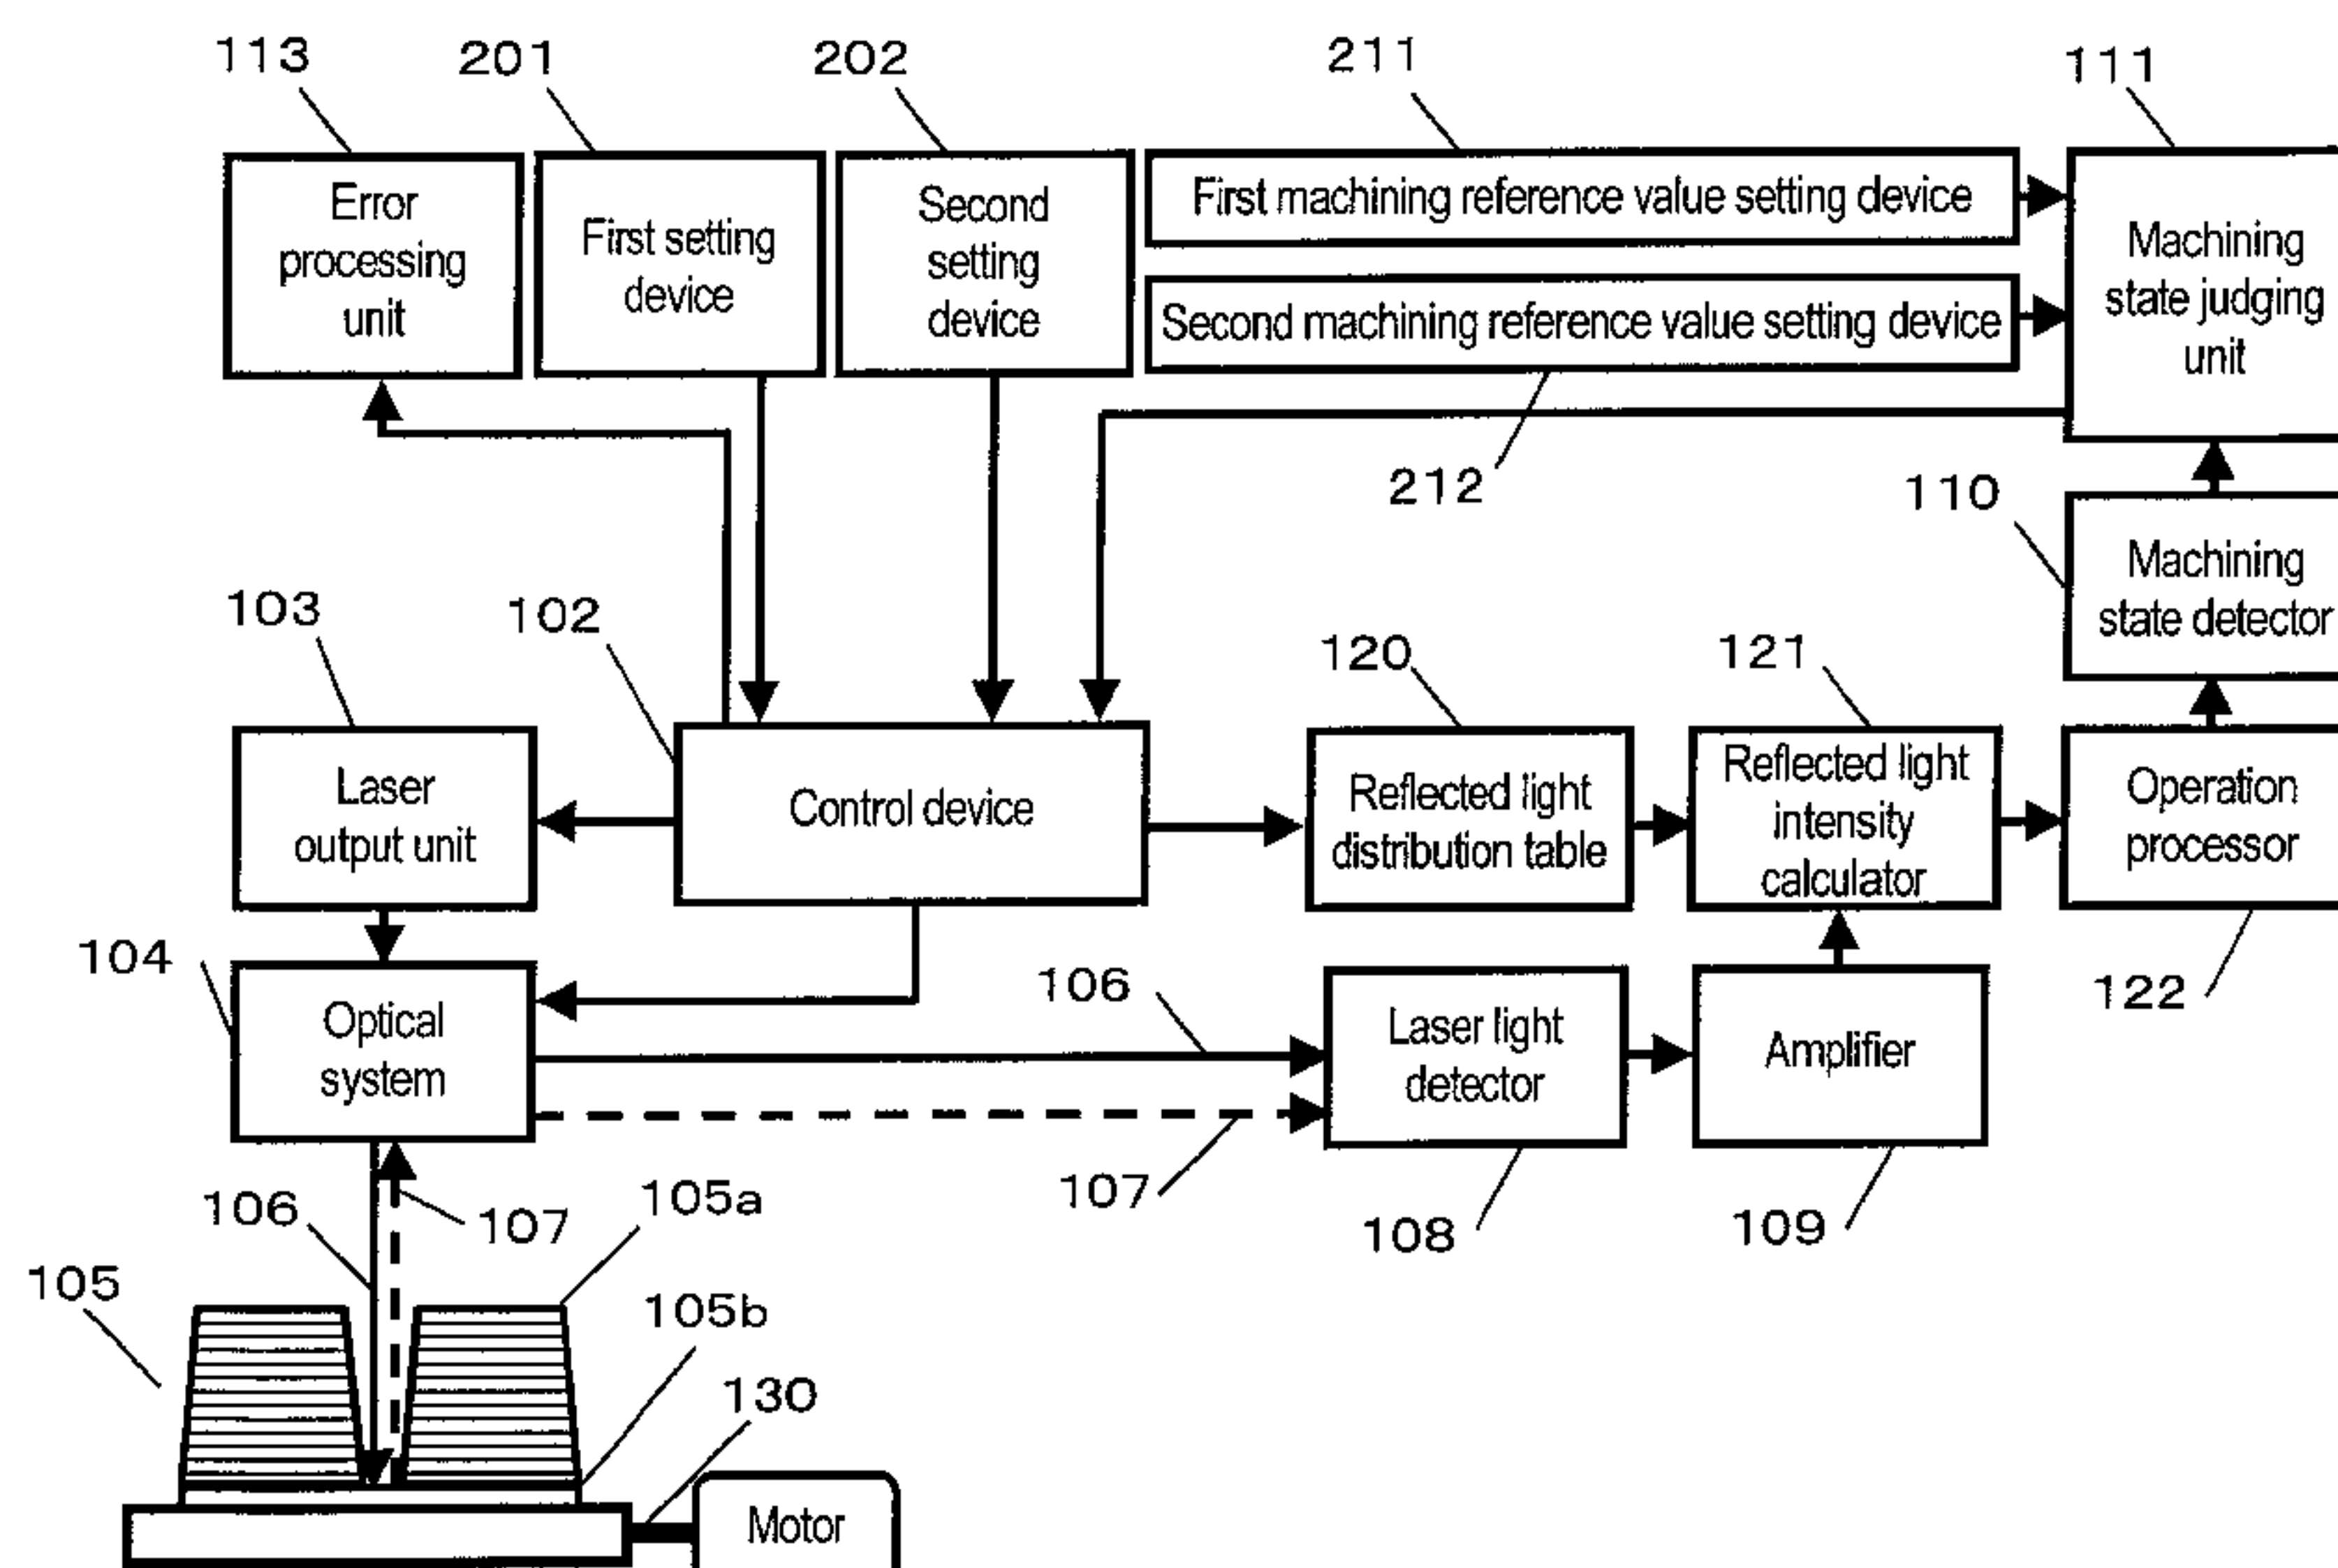 113
201
202
211
111
Error
processing
unit
First setting
device
Second
setting
device
First machining reference value setting device
Second machining reference value setting device
Machining
state judging
unit
212
110
Machining
state detector
103
102
120
121
Laser
output unit
Control device
Reflected light
distribution table
Reflected light
intensity
calculator
Operation
processor
104
106
122
Optical
system
Laser light
detector
Amplifier
107
108
109
106
107
105a
105
105b
130
Motor